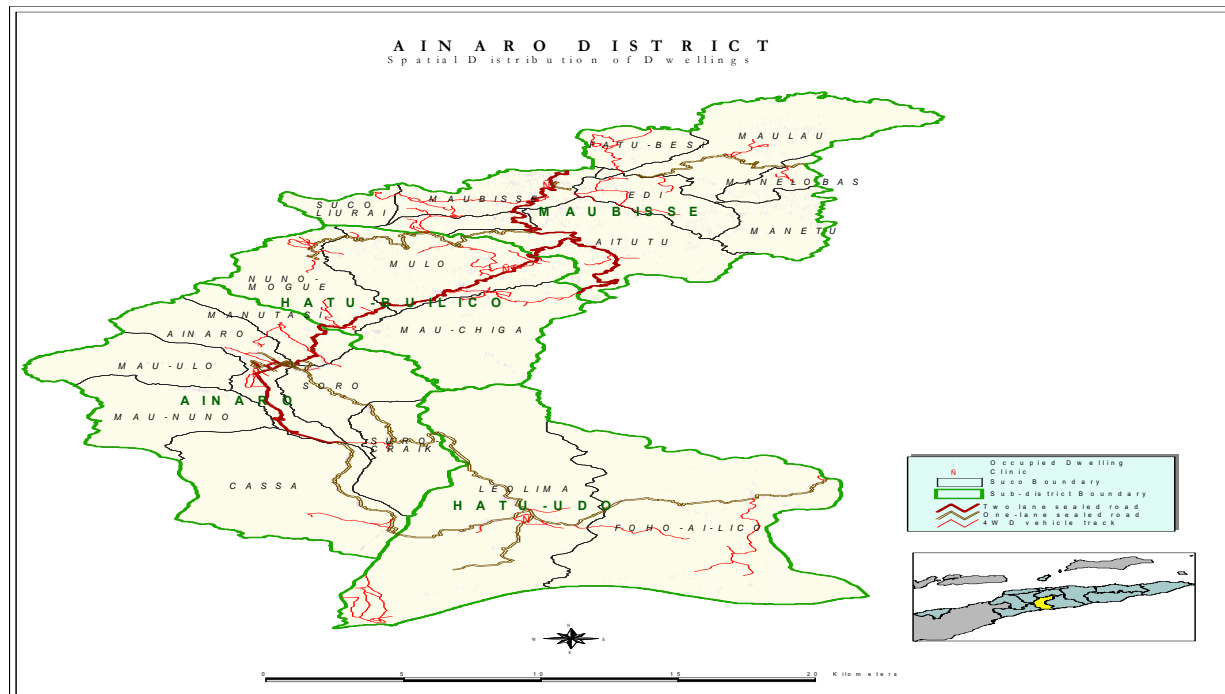 AINARO DISTRICT
Spatial Distribution of Dwellings
MAULAU
HATU-BESI
MANELOBAS
EDI
MAUBISSE
SUCO
LIURAI
MAUBISSE
MANETU
AITUTU
MULO
NUNO-
MOGUE
HATU-BUILICO
MANUTASI
MAU-CHIGA
AINARO
MAU-ULO
SORO
AINARO
MAU-NUNO
SURO-
CRAIK
CASSA
LEOLIMA
HATU-UDO
FOHO-AI-LICO
Occupied Dwelling
Ñ Clinic
Suco Boundary
Sub-district Boundary
Two lane sealed road
One-lane sealed road
4WD vehicle track
N
W E
S
0 5 10 15 20 Kilometers